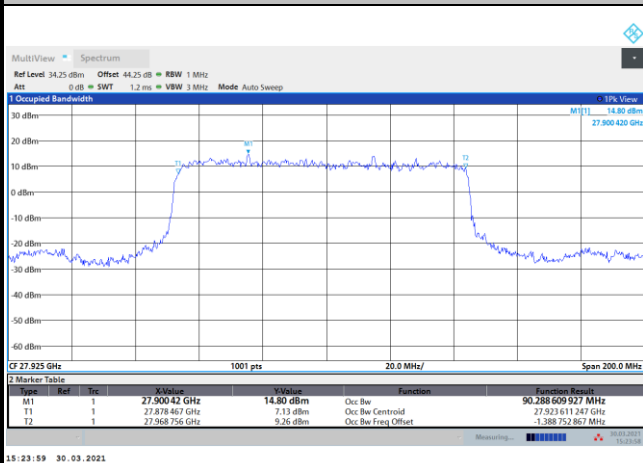 MultiView Spectrum
Ref Level 34.25 dBm Offset 44.25 dB RBW 1 MHz
Att 0 dB SWT 1.2 ms VBW 3 MHz Mode Auto Sweep
1 Occupied Bandwidth 1Pk View
M1[1] 14.80 dBm
27.900 420 GHz
30 dBm
20 dBm
M1
T1 T2
10 dBm
0 dBm
-10 dBm
-20 dBm
-30 dBm
-40 dBm
-50 dBm
-60 dBm
CF 27.925 GHz 1001 pts 20.0 MHz/ Span 200.0 MHz
2 Marker Table
Type Ref Trc X-Value Y-Value Function Function Result
M1 1 27.900 42 GHz 14.80 dBm Occ Bw 90.288 609 927 MHz
T1 1 27.878 467 GHz 7.13 dBm Occ Bw Centroid 27.923 611 247 GHz
T2 1 27.968 756 GHz 9.26 dBm Occ Bw Freq Offset -1.388 752 867 MHz
Measuring... 30.03.2021
15:23:58
15:23:59 30.03.2021